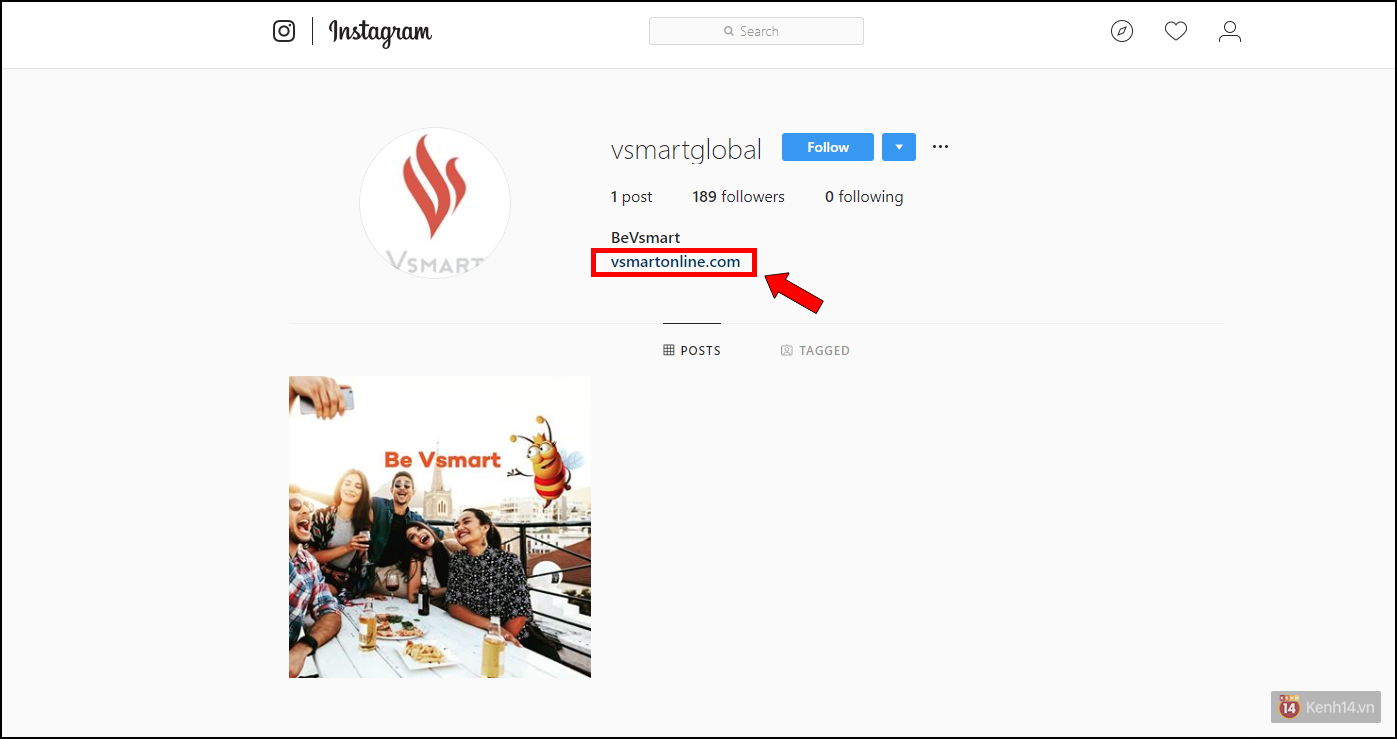 Instagram
Search
vsmartglobal
Follow
1 post 189 followers 0 following
BeVsmart
vsmartonline.com
VSMART
POSTS
TAGGED
Be Vsmart
KENH
14
Kenh14.vn